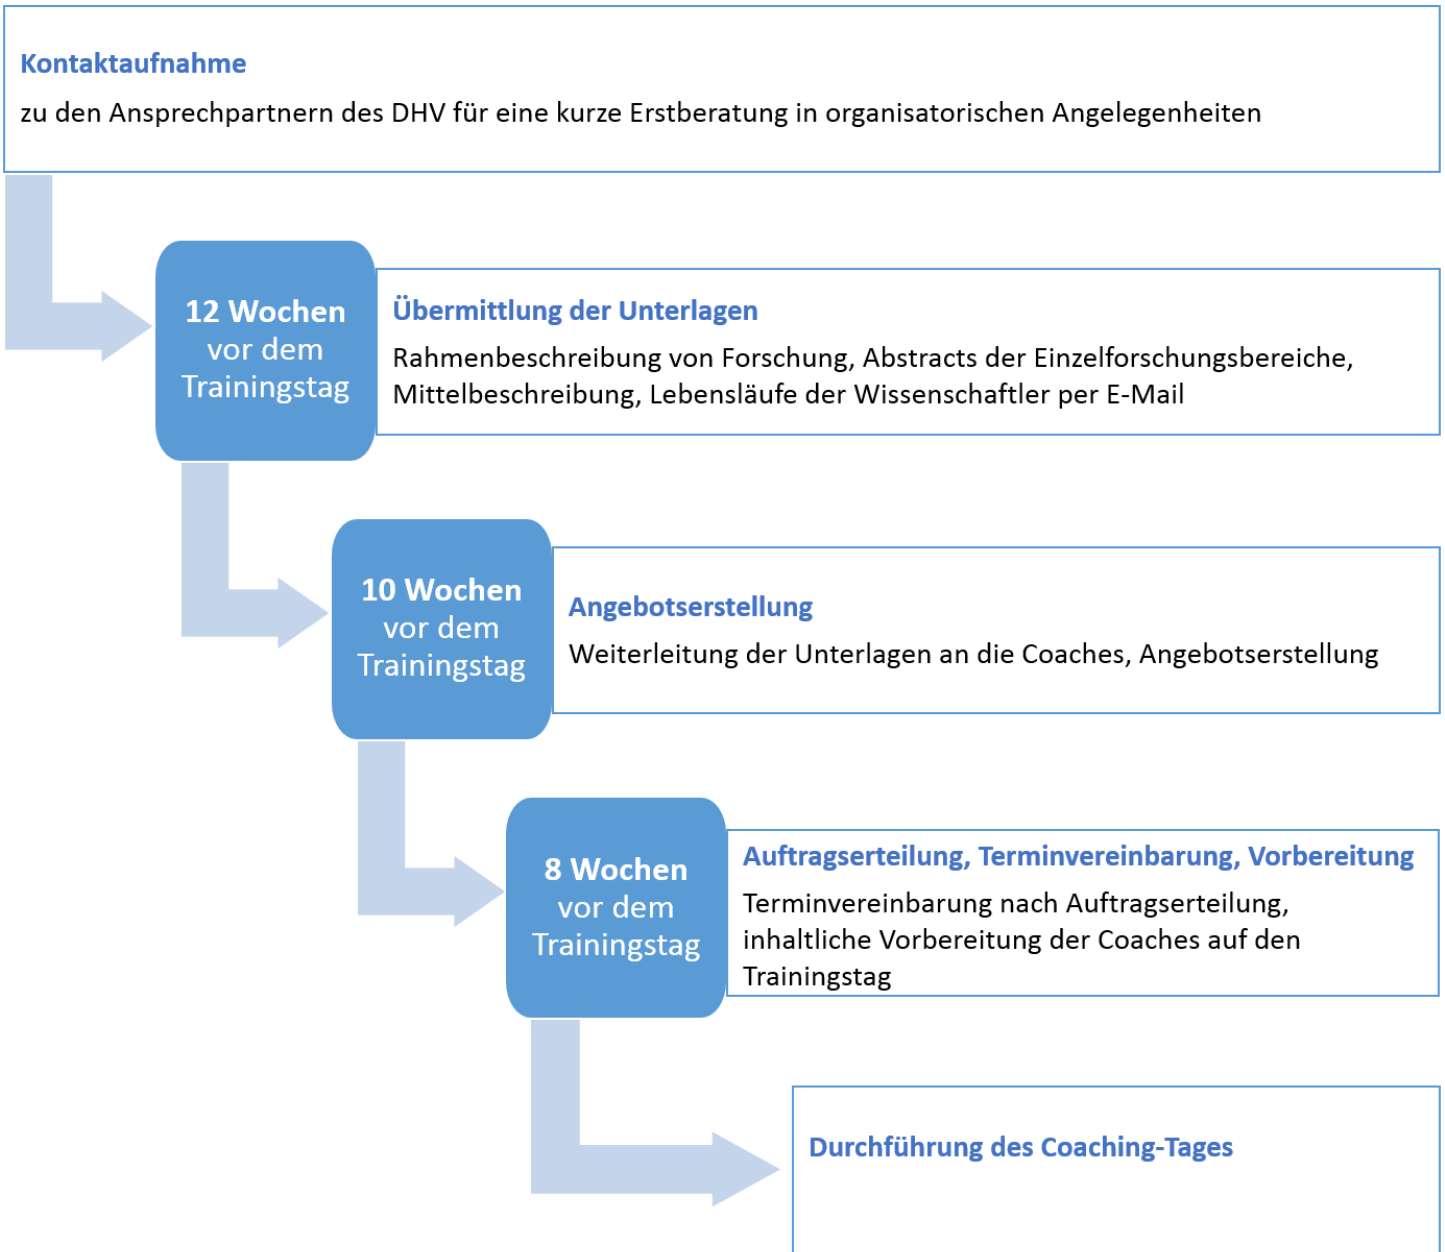 Kontaktaufnahme
zu den Ansprechpartnern des DHV für eine kurze Erstberatung in organisatorischen Angelegenheiten
12 Wochen
vor dem
Trainingstag
Übermittlung der Unterlagen
Rahmenbeschreibung von Forschung, Abstracts der Einzelforschungsbereiche,
Mittelbeschreibung, Lebensläufe der Wissenschaftler per E-Mail
10 Wochen
vor dem
Trainingstag
Angebotserstellung
Weiterleitung der Unterlagen an die Coaches, Angebotserstellung
8 Wochen
vor dem
Trainingstag
Auftragserteilung, Terminvereinbarung, Vorbereitung
Terminvereinbarung nach Auftragserteilung,
inhaltliche Vorbereitung der Coaches auf den
Trainingstag
Durchführung des Coaching-Tages